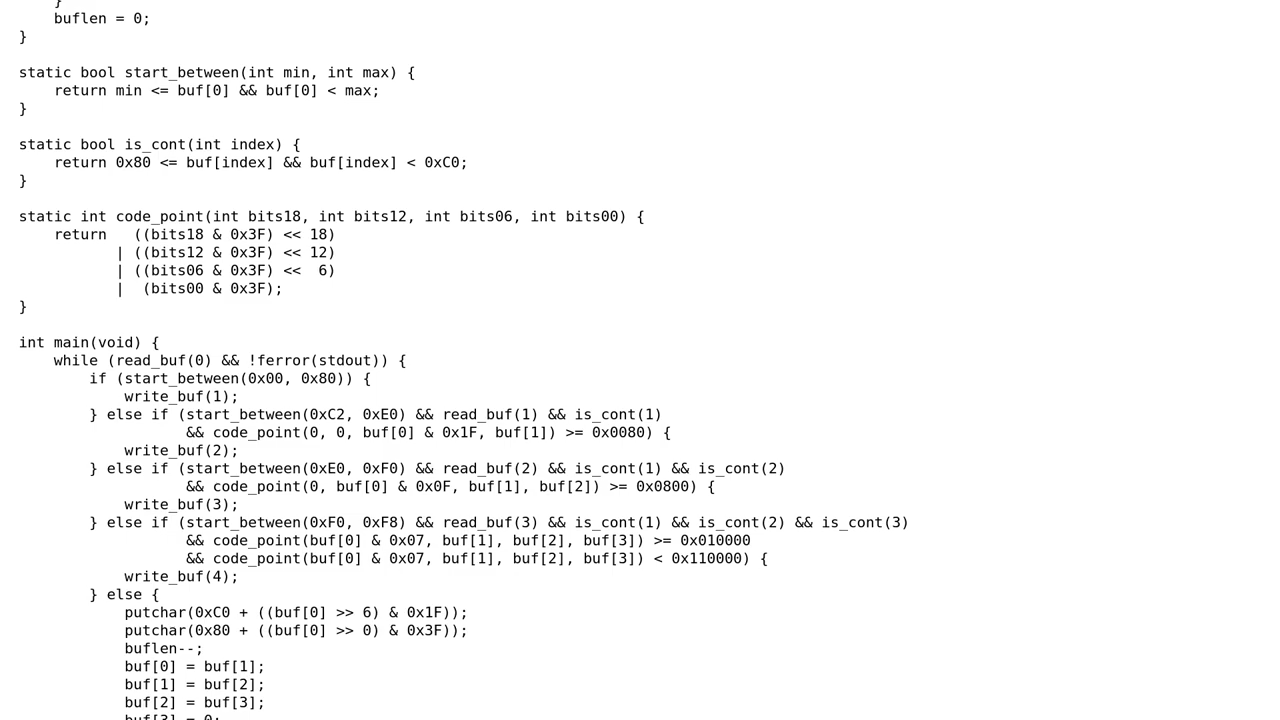 }
    buflen = 0;
}

static bool start_between(int min, int max) {
    return min <= buf[0] && buf[0] < max;
}

static bool is_cont(int index) {
    return 0x80 <= buf[index] && buf[index] < 0xC0;
}

static int code_point(int bits18, int bits12, int bits06, int bits00) {
    return   ((bits18 & 0x3F) << 18)
           | ((bits12 & 0x3F) << 12)
           | ((bits06 & 0x3F) <<  6)
           |  (bits00 & 0x3F);
}

int main(void) {
    while (read_buf(0) && !ferror(stdout)) {
        if (start_between(0x00, 0x80)) {
            write_buf(1);
        } else if (start_between(0xC2, 0xE0) && read_buf(1) && is_cont(1)
                   && code_point(0, 0, buf[0] & 0x1F, buf[1]) >= 0x0080) {
            write_buf(2);
        } else if (start_between(0xE0, 0xF0) && read_buf(2) && is_cont(1) && is_cont(2)
                   && code_point(0, buf[0] & 0x0F, buf[1], buf[2]) >= 0x0800) {
            write_buf(3);
        } else if (start_between(0xF0, 0xF8) && read_buf(3) && is_cont(1) && is_cont(2) && is_cont(3)
                   && code_point(buf[0] & 0x07, buf[1], buf[2], buf[3]) >= 0x010000
                   && code_point(buf[0] & 0x07, buf[1], buf[2], buf[3]) < 0x110000) {
            write_buf(4);
        } else {
            putchar(0xC0 + ((buf[0] >> 6) & 0x1F));
            putchar(0x80 + ((buf[0] >> 0) & 0x3F));
            buflen--;
            buf[0] = buf[1];
            buf[1] = buf[2];
            buf[2] = buf[3];
            buf[3] = 0;